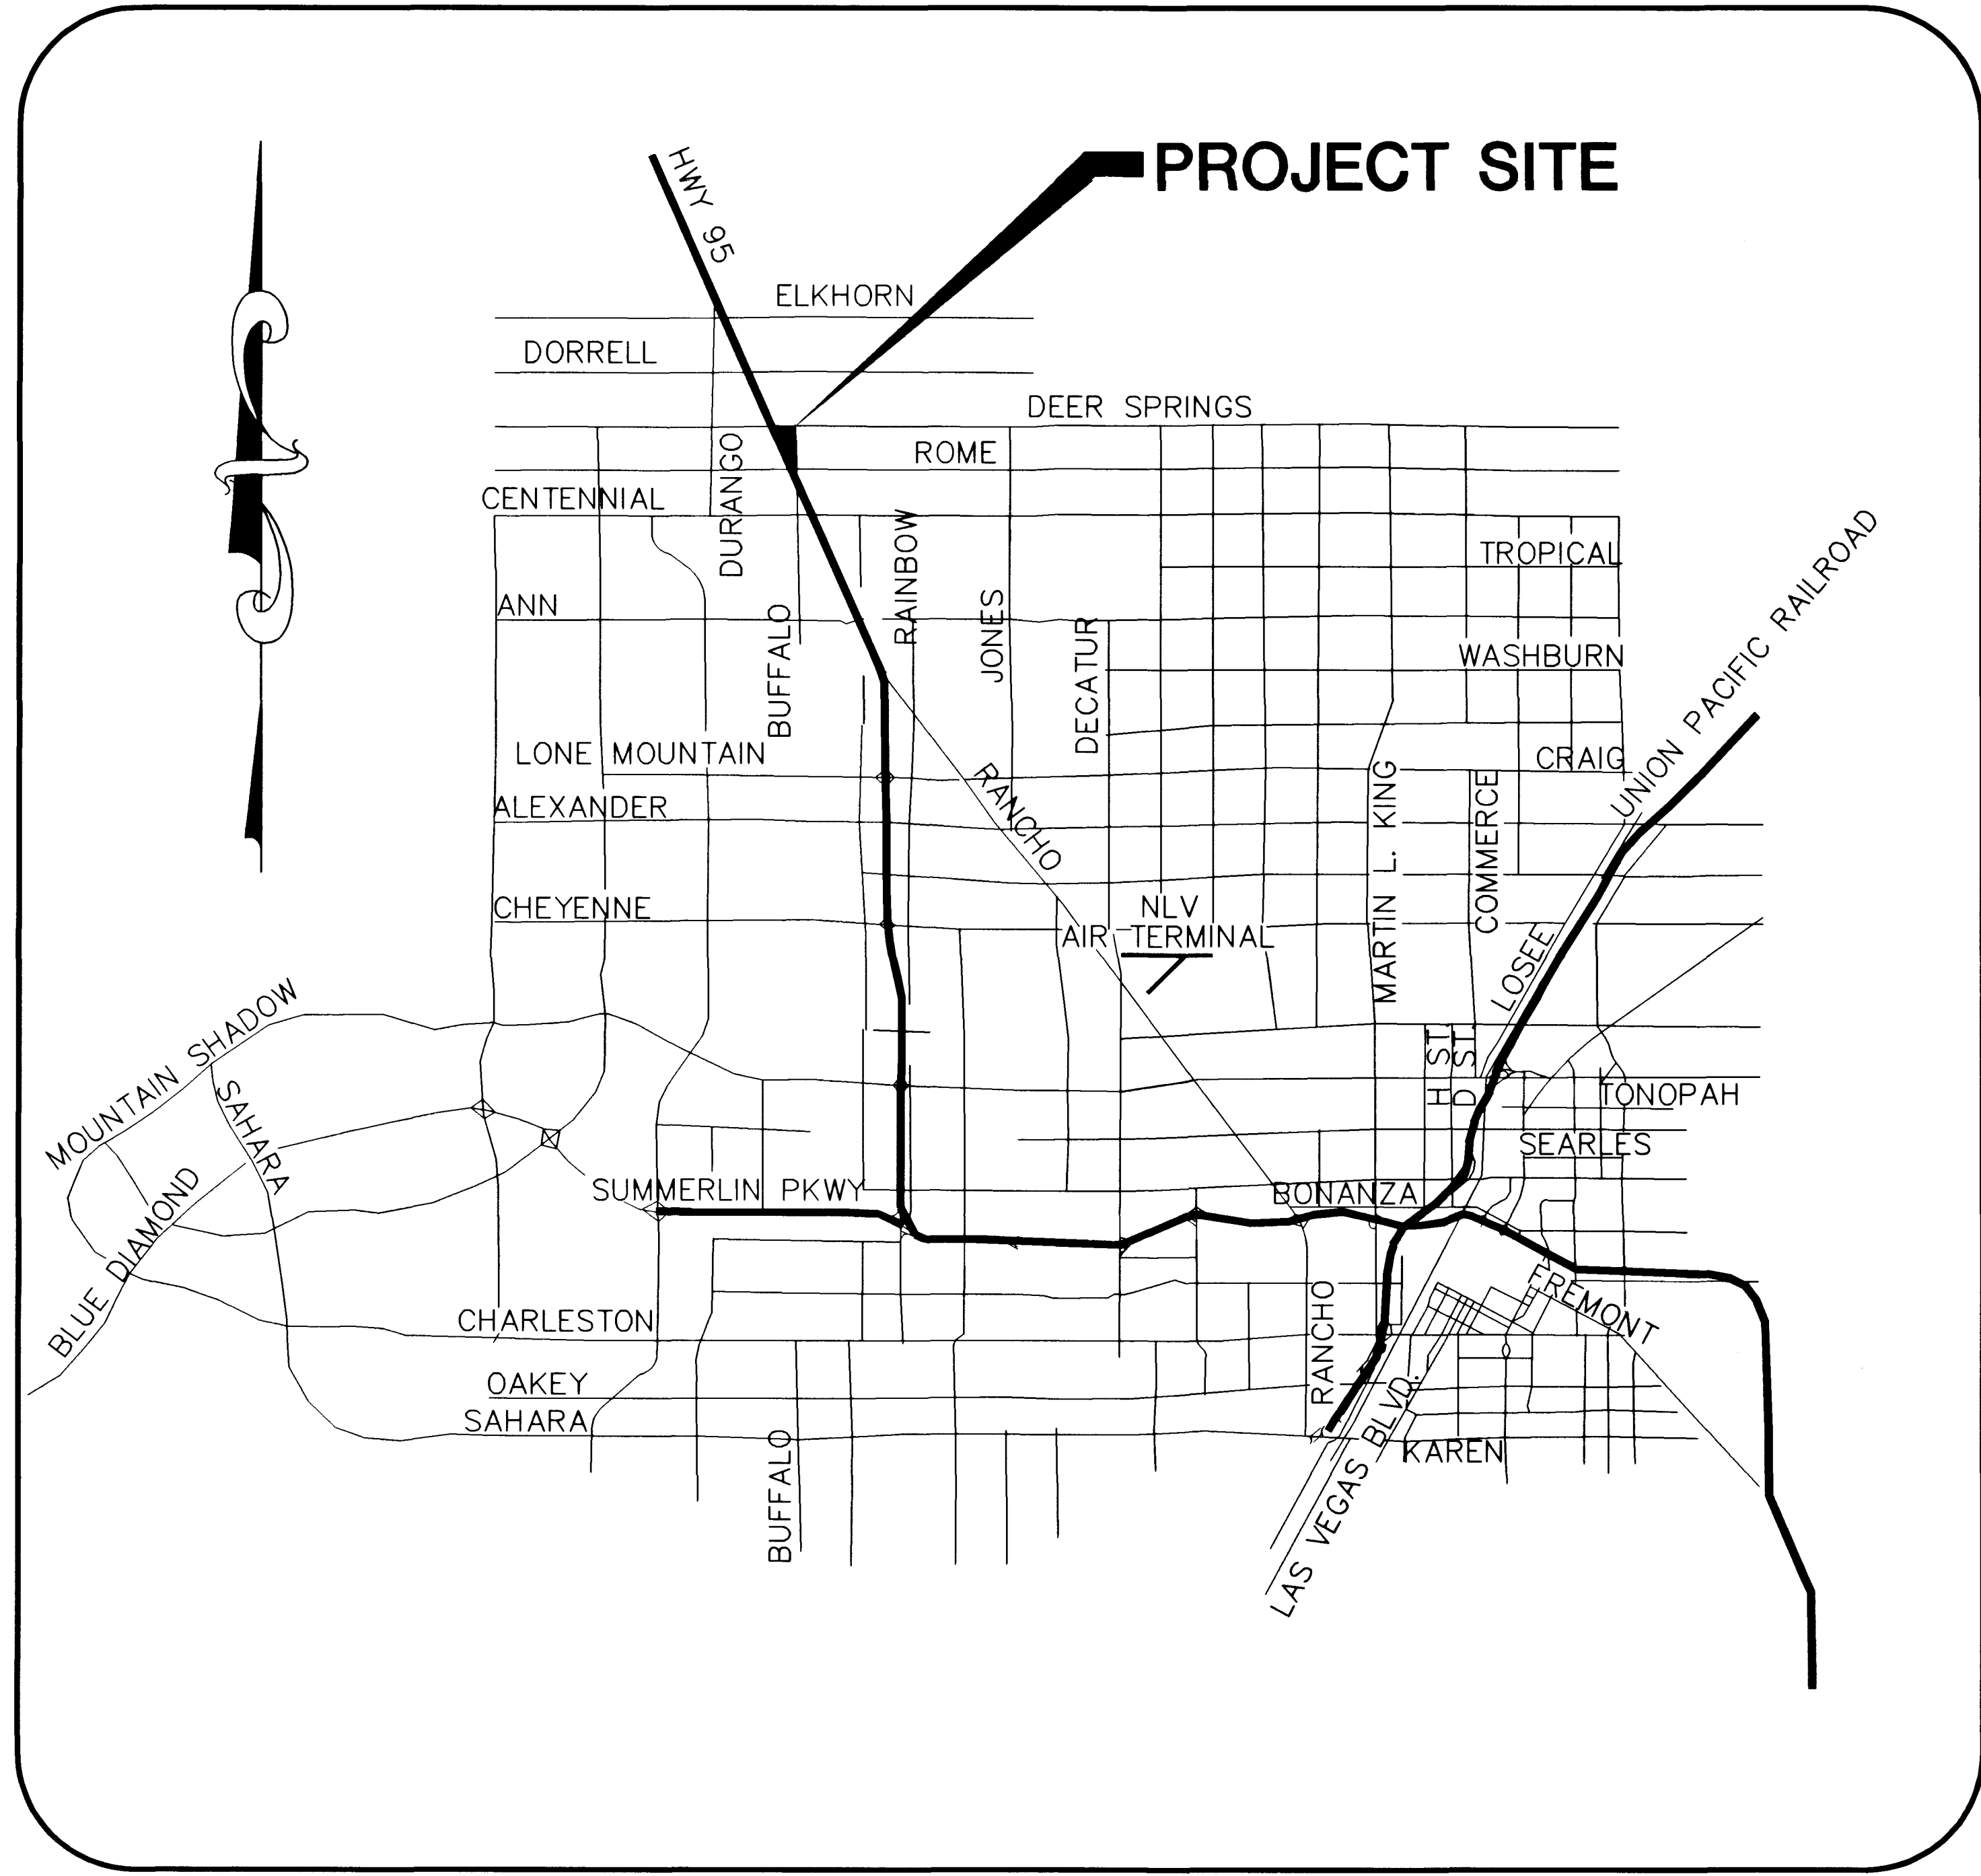 PROJECT SITE
HWY 95
ELKHORN
DORRELL
DEER SPRINGS
ROME
CENTENNIAL
DURANGO
RAINBOW
TROPICAL
UNION PACIFIC RAILROAD
ANN
BUFFALO
JONES
DECATUR
WASHBURN
LONE MOUNTAIN
CRAIG
RANCHO
MARTIN L. KING
COMMERCE
ALEXANDER
CHEYENNE
NLV
AIR TERMINAL
LOSEE
MOUNTAIN SHADOW
SAHARA
H ST.
D ST.
TONOPAH
SEARLES
BLUE DIAMOND
SUMMERLIN PKWY
BONANZA
FREMONT
CHARLESTON
RANCHO
OAKEY
SAHARA
LAS VEGAS BLVD.
KAREN
BUFFALO